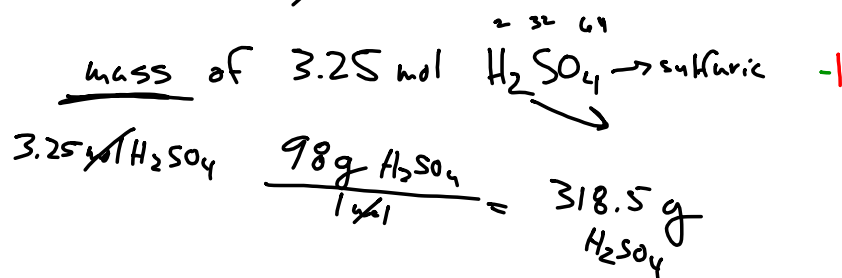 2 32 64
mass of 3.25 mol H₂SO₄ → sulfuric -1
3.25 mol H₂SO₄ 98g H₂SO₄
1 mol = 318.5 g
H₂SO₄